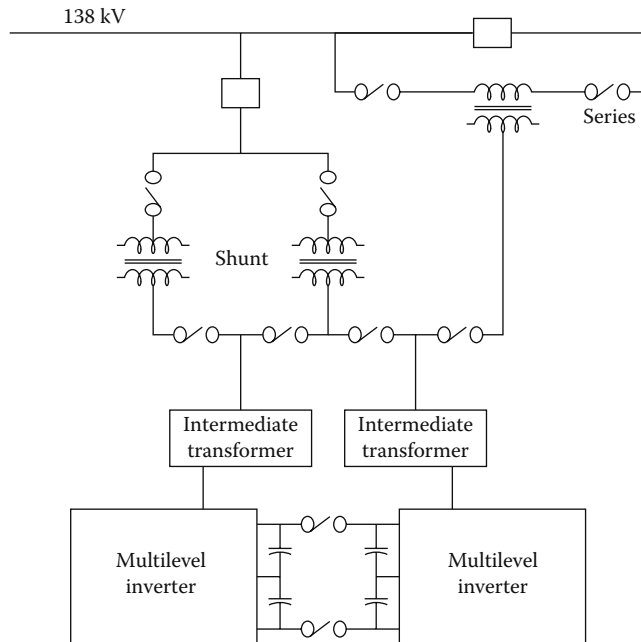 138 kV
Series
Shunt
Intermediate
transformer
Intermediate
transformer
Multilevel
inverter
Multilevel
inverter